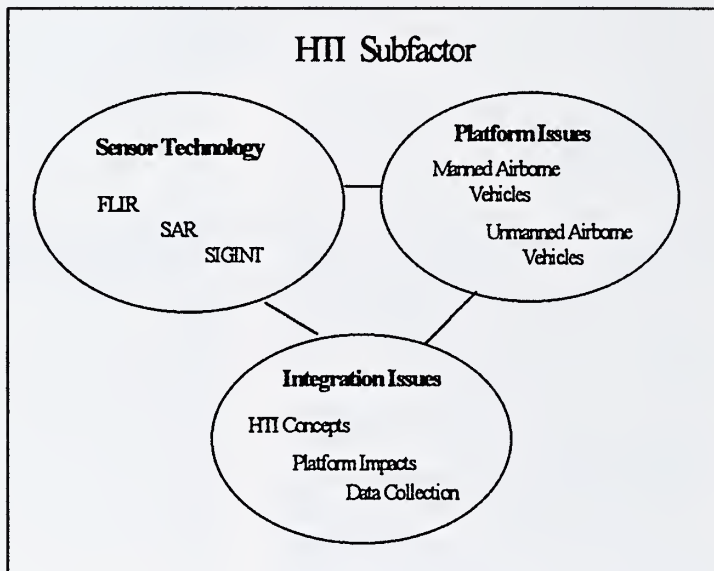 HTI Subfactor
Sensor Technology
FLIR
SAR
SIGINT
Platform Issues
Manned Airborne
Vehicles
Unmanned Airborne
Vehicles
Integration Issues
HTI Concepts
Platform Impacts
Data Collection